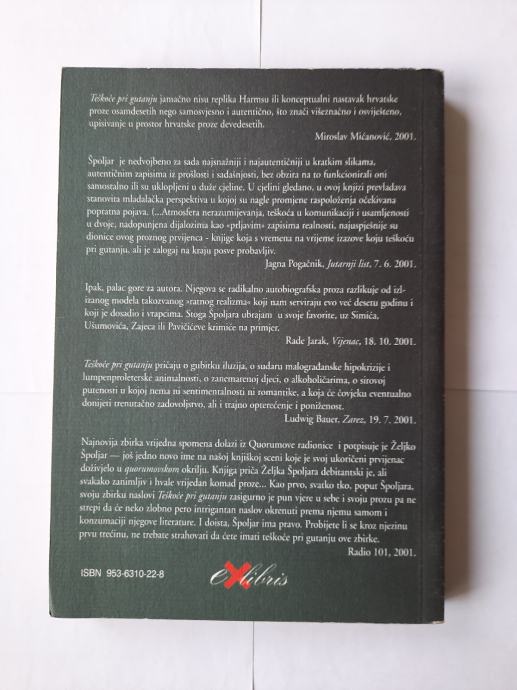 Teškoće pri gutanju jamačno nisu replika Harmsu ili konceptualni nastavak hrvatske
proze osamdesetih nego samosvjesno i autentično, što znači višeznačno i osviješteno,
upisivanje u prostor hrvatske proze devedesetih.
Miroslav Mićanović, 2001.
Špoljar je nedvojbeno za sada najsnažniji i najautentičniji u kratkim slikama,
autentičnim zapisima iz prošlosti i sadašnjosti, bez obzira na to funkcionirali oni
samostalno ili su uklopljeni u duže cjeline. U cjelini gledano, u ovoj knjizi prevladava
stanovita mladalačka perspektiva u kojoj su nagle promjene raspoloženja očekivana
popratna pojava. (...Atmosfera nerazumijevanja, teškoća u komunikaciji i usamljenosti
u dvoje, nadopunjena dijalozima kao »prljavim« zapisima realnosti, najuspješnije su
dionice ovog proznog prvijenca - knjige koja s vremena na vrijeme izazove koju teškoću
pri gutanju, ali je zalogaj na kraju posve probavljiv.
Jagna Pogačnik, Jutarnji list, 7. 6. 2001.
Ipak, palac gore za autora. Njegova se radikalno autobiografska proza razlikuje od izl-
izanog modela takozvanog »ratnog realizma« koji nam serviraju evo već desetu godinu i
koji je dosadio i vrapcima. Stoga Špoljara ubrajam u svoje favorite, uz Simića,
Ušumovića, Zajeca ili Pavičićeve krimiće na primjer.
Rade Jarak, Vijenac, 18. 10. 2001.
Teškoće pri gutanju pričaju o gubitku iluzija, o sudaru malograđanske hipokrizije i
lumpenproleterske animalnosti, o zanemarenoj djeci, o alkoholičarima, o sirovoj
putenosti u kojoj nema ni sentimentalnosti ni romantike, a koja će čovjeku eventualno
donijeti trenutačno zadovoljstvo, ali i trajno opterećenje i poniženost.
Ludwig Bauer, Zarez, 19. 7. 2001.
Najnovija zbirka vrijedna spomena dolazi iz Quorumove radionice i potpisuje je Željko
Špoljar — još jedno novo ime na našoj knjiškoj sceni koje je svoj ukoričeni prvijenac
doživjelo u quorumovskom okrilju. Knjiga priča Željka Špoljara debitantski je, ali
svakako zanimljiv i hvale vrijedan komad proze... Kao prvo, svatko tko, poput Špoljara,
svoju zbirku naslovi Teškoće pri gutanju zasigurno je pun vjere u sebe i svoju prozu pa ne
strepi da će neko zlobno pero intrigantan naslov okrenuti prema njemu samom i
konzumaciji njegove literature. I doista, Špoljar ima pravo. Probijete li se kroz njezinu
prvu trećinu, ne trebate strahovati da ćete imati teškoće pri gutanju ove zbirke.
Radio 101, 2001.
ISBN 953-6310-22-8
eXlibris